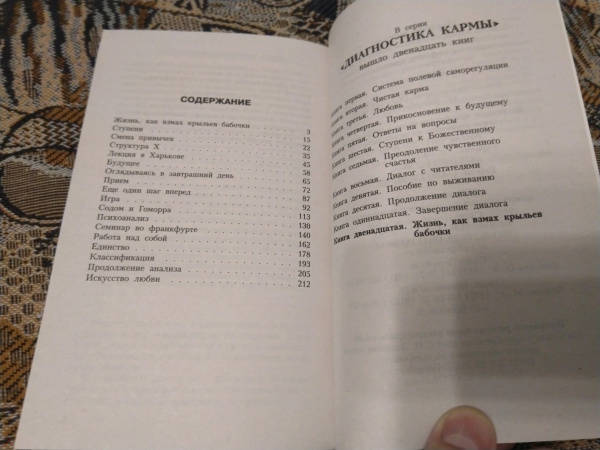 СОДЕРЖАНИЕ
Жизнь, как взмах крыльев бабочки 3
Ступени 15
Смена привычек 22
Структура X 35
Лекция в Харькове 45
Будущее 58
Оглядываясь в завтрашний день 65
Прием 72
Еще один шаг вперед 87
Игра 92
Содом и Гоморра 113
Психоанализ 130
Семинар во франкфурте 140
Работа над собой 162
Единство 178
Классификация 193
Продолжение анализа 205
Искусство любви 212
В серии
«ДИАГНОСТИКА КАРМЫ»
вышло двенадцать книг
Книга первая. Система полевой саморегуляции
Книга вторая. Чистая карма
Книга третья. Любовь
Книга четвертая. Прикосновение к будущему
Книга пятая. Ответы на вопросы
Книга шестая. Ступени к Божественному
Книга седьмая. Преодоление чувственного
счастья
Книга восьмая. Диалог с читателями
Книга девятая. Пособие по выживанию
Книга десятая. Продолжение диалога
Книга одиннадцатая. Завершение диалога
Книга двенадцатая. Жизнь, как взмах крыльев
бабочки